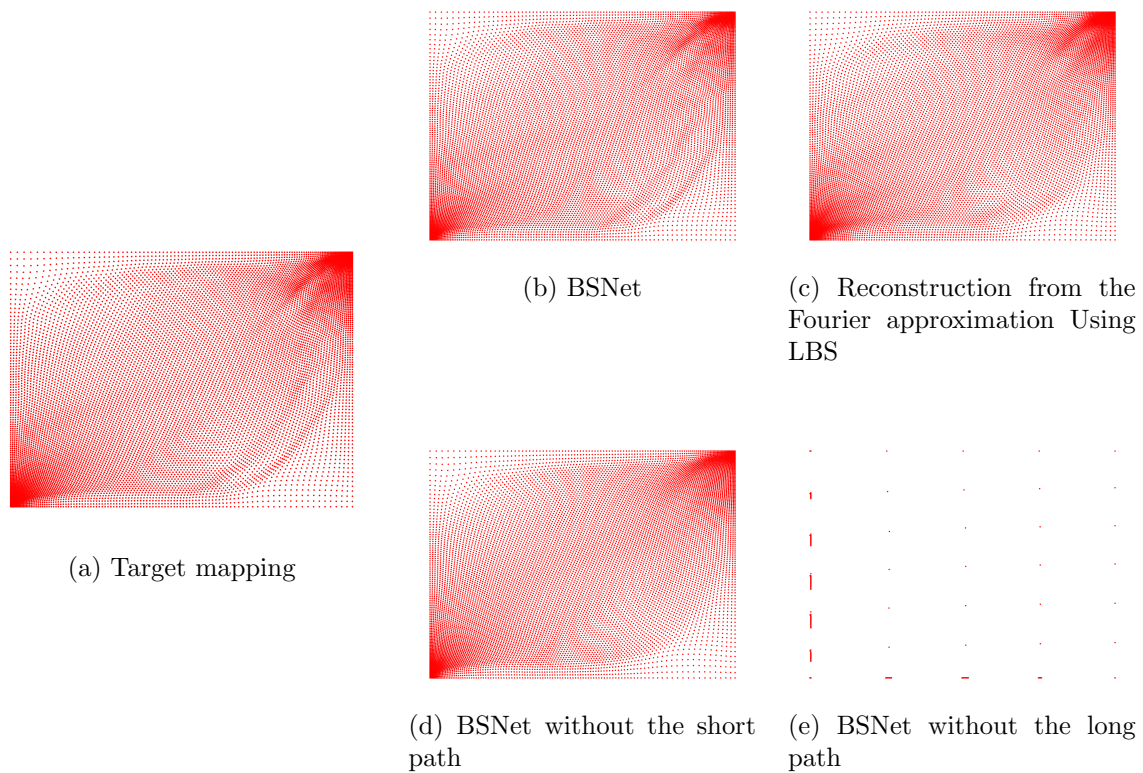 (b) BSNet
(c) Reconstruction from the
Fourier approximation Using
LBS
(a) Target mapping
(d) BSNet without the short
path
(e) BSNet without the long
path